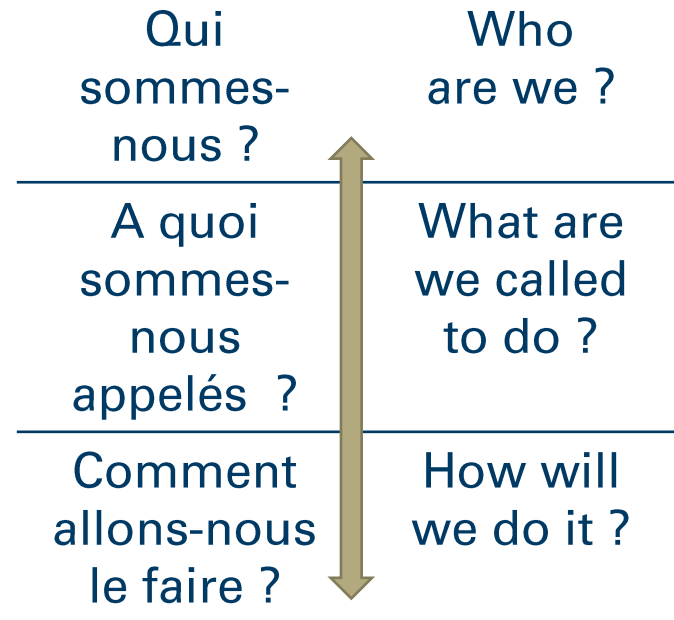 Qui
sommes-
nous ?
Who
are we ?
A quoi
sommes-
nous
appelés  ?
What are
we called
to do ?
Comment
allons-nous
le faire ?
How will
we do it ?